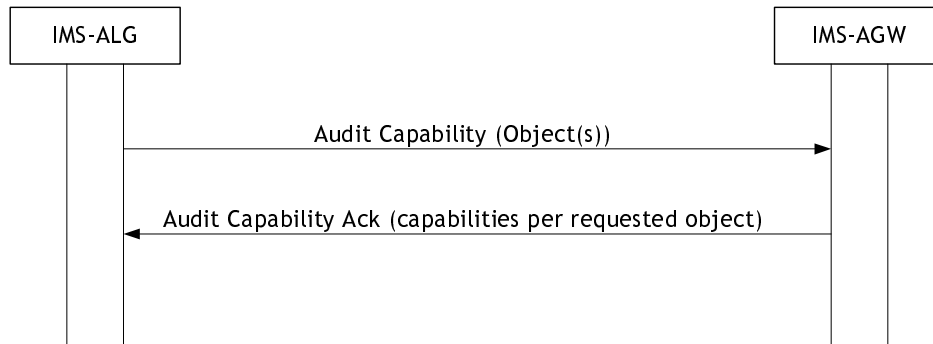 IMS-ALG
IMS-AGW
Audit Capability (Object(s))
Audit Capability Ack (capabilities per requested object)